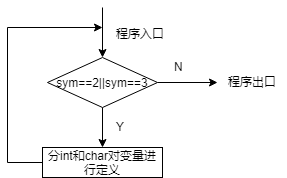 程序入口
sym==2||sym==3
N
程序出口
Y
分int和char对变量进
行定义